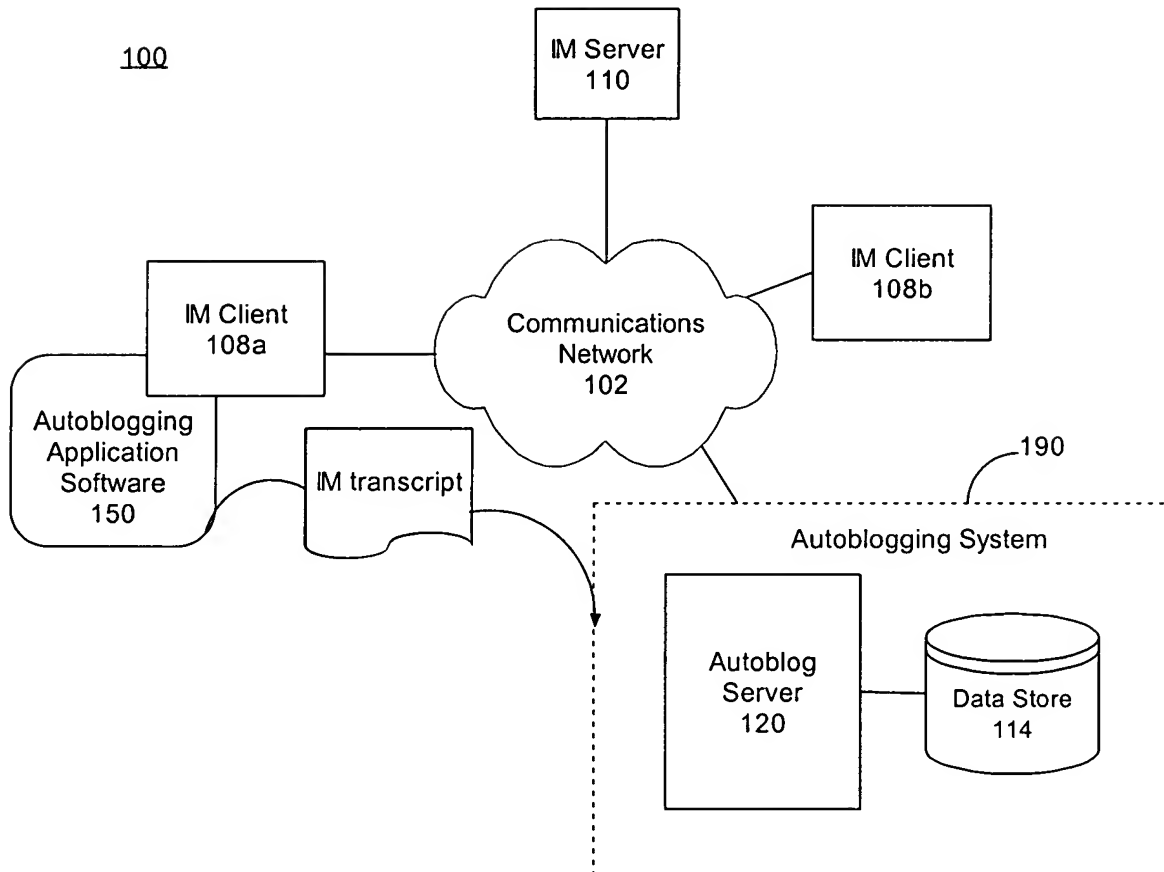 100
IM Server
110
IM Client
108b
IM Client
108a
Communications
Network
102
Autoblogging
Application
Software
150
IM transcript
190
Autoblogging System
Autoblog
Server
120
Data Store
114